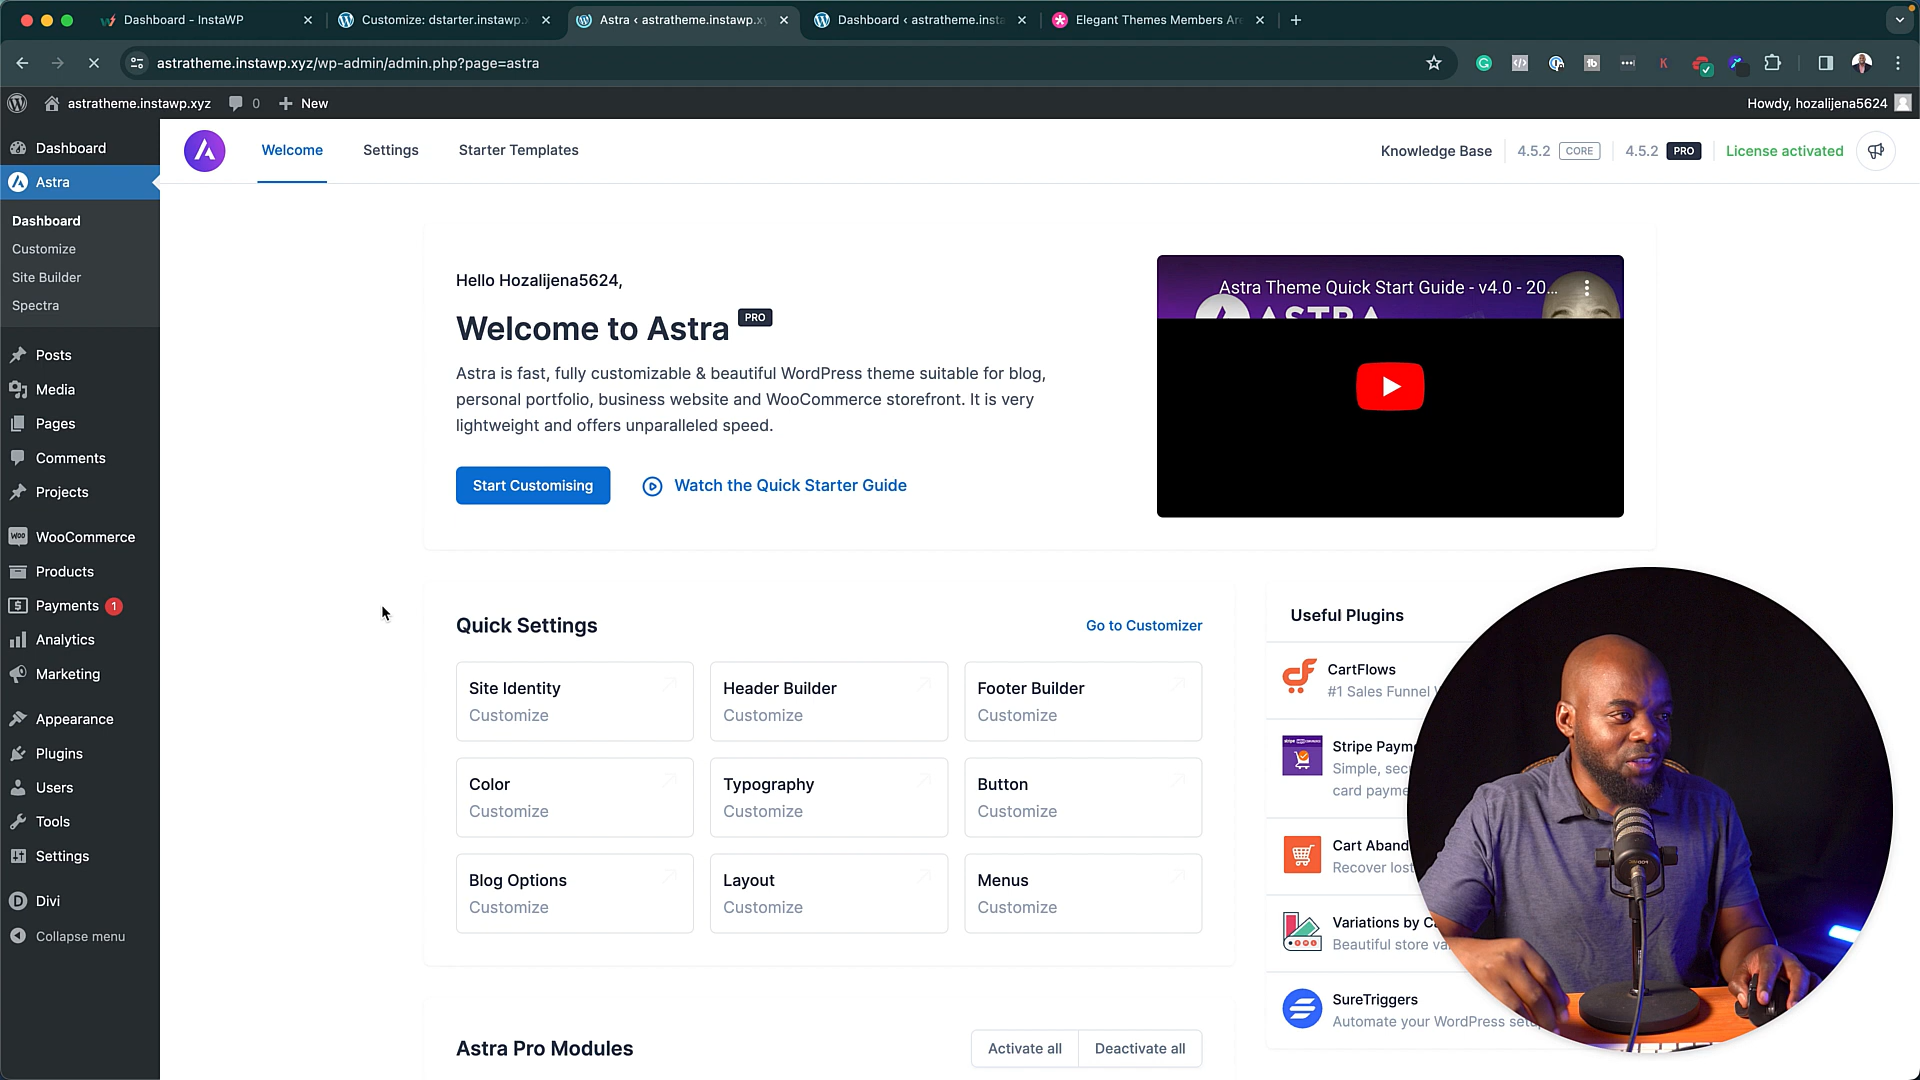 Dashboard - InstaWP
Customize: dstarter.instawp.
Astra ‹ astratheme.instawp.x
Dashboard ‹ astratheme.insta
Elegant Themes Members Are
astratheme.instawp.xyz/wp-admin/admin.php?page=astra
astratheme.instawp.xyz
0
New
Howdy, hozalijena5624
Dashboard
Astra
Dashboard
Customize
Site Builder
Spectra
Posts
Media
Pages
Comments
Projects
WooCommerce
Products
Payments 1
Analytics
Marketing
Appearance
Plugins
Users
Tools
Settings
Divi
Collapse menu
Welcome
Settings
Starter Templates
Knowledge Base
4.5.2 CORE
4.5.2 PRO
License activated
Hello Hozalijena5624,
Welcome to Astra PRO
Astra is fast, fully customizable & beautiful WordPress theme suitable for blog,
personal portfolio, business website and WooCommerce storefront. It is very
lightweight and offers unparalleled speed.
Start Customising
Watch the Quick Starter Guide
Astra Theme Quick Start Guide - v4.0 - 20...
ASTRA
Quick Settings
Go to Customizer
Site Identity
Customize
Header Builder
Customize
Footer Builder
Customize
Color
Customize
Typography
Customize
Button
Customize
Blog Options
Customize
Layout
Customize
Menus
Customize
Astra Pro Modules
Activate all
Deactivate all
Useful Plugins
CartFlows
#1 Sales Funnel
Stripe Payme
Simple, secu
card payme
Cart Aband
Recover lost
Variations by Ca
Beautiful store va
SureTriggers
Automate your WordPress setu